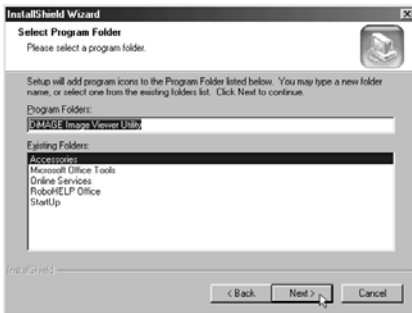 InstallShield Wizard
Select Program Folder
Please select a program folder.
Setup will add program icons to the Program Folder listed below. You may type a new folder
name, or select one from the existing folders list. Click Next to continue.
Program Folders:
DiMAGE Image Viewer Utility
Existing Folders:
Accessories
Microsoft Office Tools
Online Services
RoboHELP Office
StartUp
InstallShield
< Back
Next >
Cancel